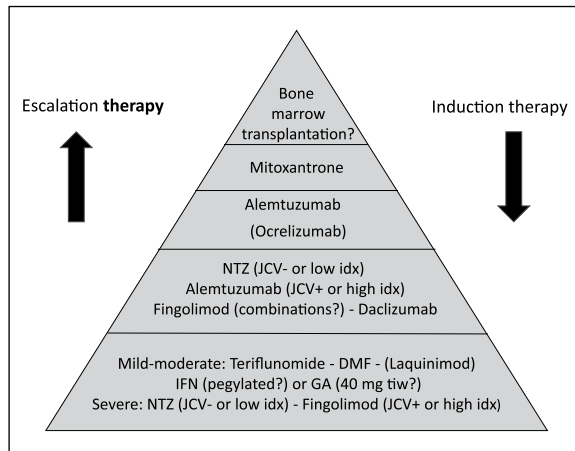 Escalation therapy
Induction therapy
Bone
marrow
transplantation?
Mitoxantrone
Alemtuzumab
(Ocrelizumab)
NTZ (JCV- or low idx)
Alemtuzumab (JCV+ or high idx)
Fingolimod (combinations?) - Daclizumab
Mild-moderate: Teriflunomide - DMF - (Laquinimod)
IFN (pegylated?) or GA (40 mg tiw?)
Severe: NTZ (JCV- or low idx) - Fingolimod (JCV+ or high idx)